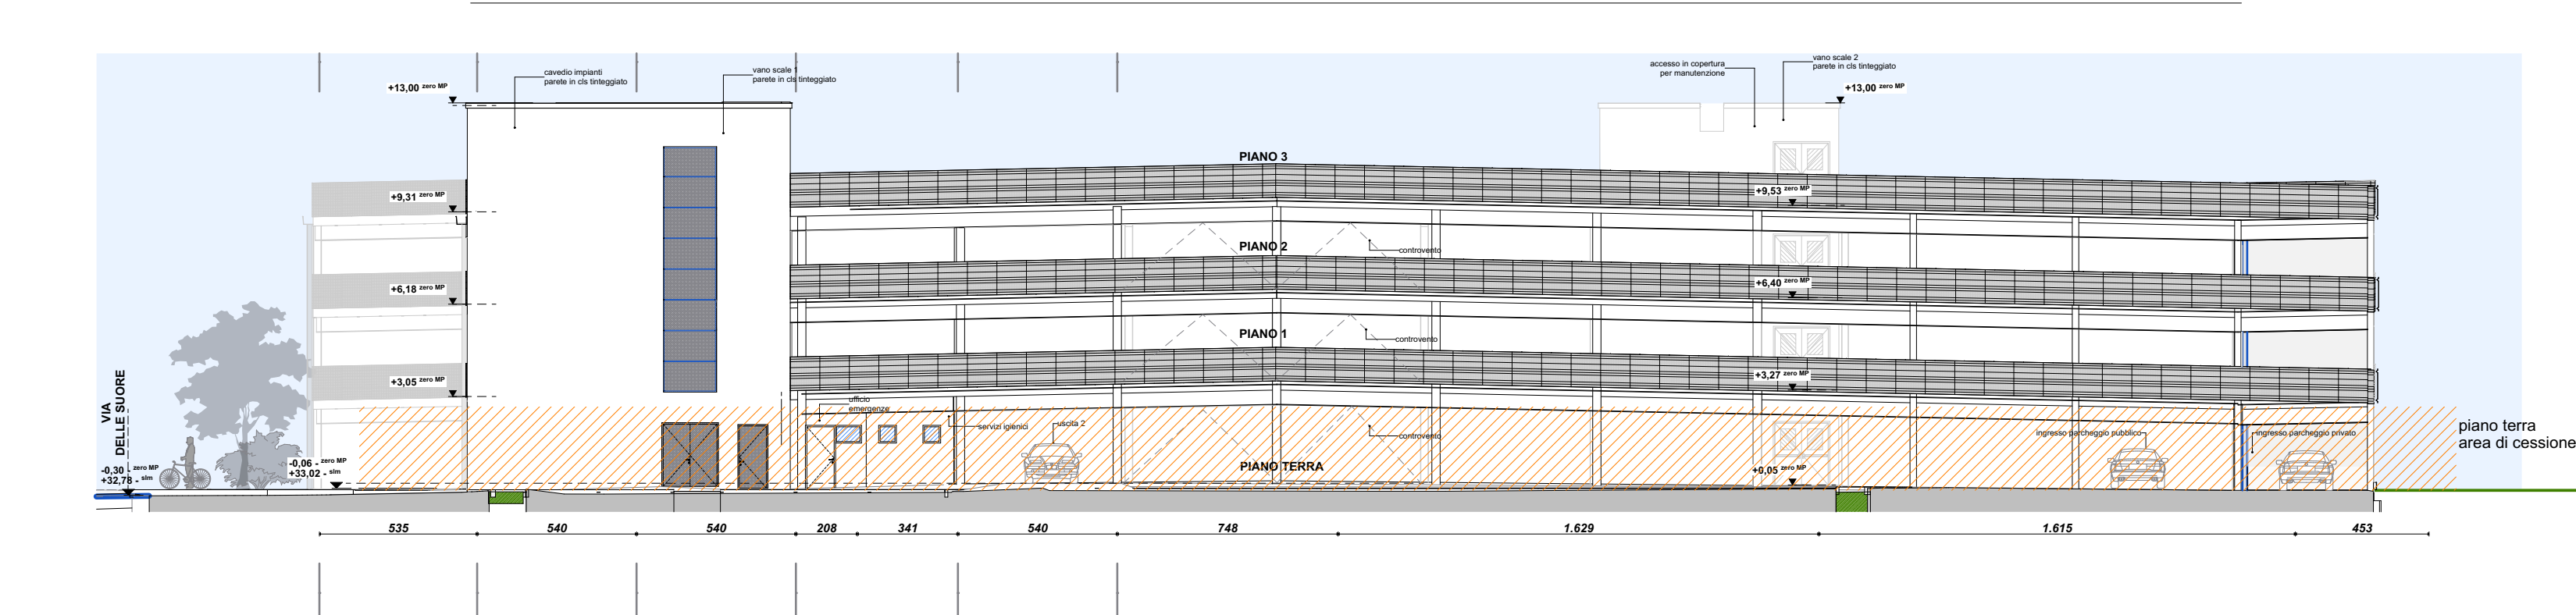 cavedio impianti
parete in cls tinteggiato
vano scale 1
parete in cls tinteggiato
accesso in copertura
per manutenzione
vano scale 2
parete in cls tinteggiato
+13,00 zero MP
+13,00 zero MP
PIANO 3
+9,31 zero MP
+9,53 zero MP
PIANO 2
controvento
+6,18 zero MP
+6,40 zero MP
PIANO 1
controvento
+3,05 zero MP
+3,27 zero MP
VIA
DELLE SUORE
ufficio
emergenze
servizi igienici
uscita 2
controvento
ingresso parcheggio pubblico
ingresso parcheggio privato
piano terra
area di cessione
PIANO TERRA
-0,30 - zero MP
+32,78 - slm
-0,06 - zero MP
+33,02 - slm
+0,05 zero MP
535
540
540
208
341
540
748
1.629
1.615
453